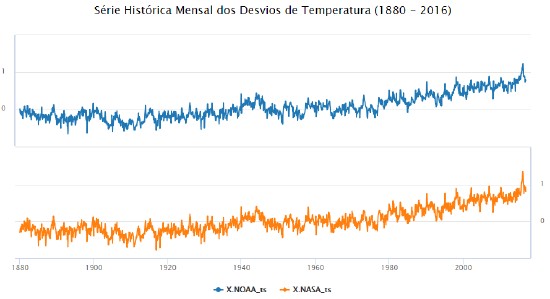 Série Histórica Mensal dos Desvios de Temperatura (1880 - 2016)
1
0
1
0
1880 1900 1920 1940 1960 1980 2000
X.NOAA_ts X.NASA_ts